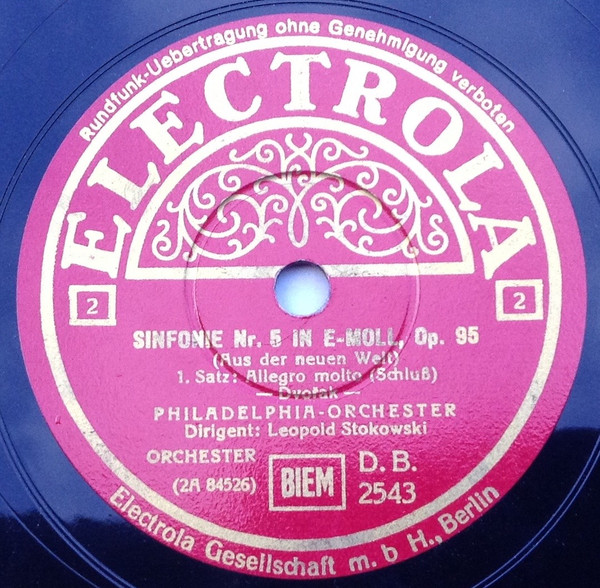 Rundfunk-Uebertragung ohne Genehmigung verboten
ELECTROLA
2
2
SINFONIE Nr. 5 IN E-MOLL, Op. 95
(Aus der neuen Welt)
1. Satz: Allegro molto (Schluß)
— Dvořak —
PHILADELPHIA-ORCHESTER
Dirigent: Leopold Stokowski
ORCHESTER
(2A 84526)
BIEM
D. B.
2543
Electrola Gesellschaft m. b H., Berlin